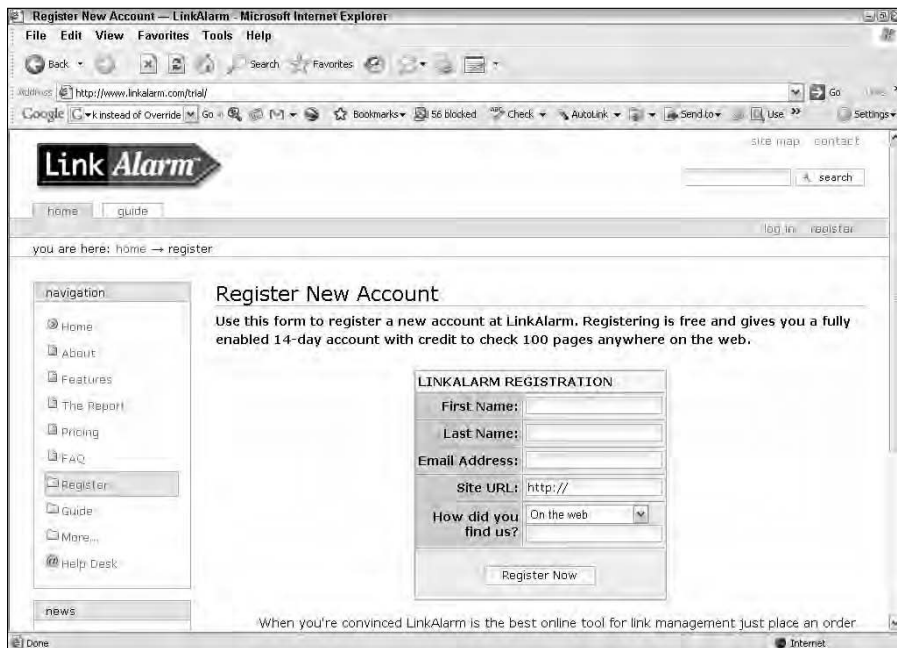 Register New Account — LinkAlarm - Microsoft Internet Explorer
File Edit View Favorites Tools Help
Back Search Favorites
Address http://www.linkalarm.com/trial/ Go
Google k instead of Override Go Bookmarks 56 blocked Check AutoLink Send to Use » Settings
site map contact
Link Alarm
search
home guide
log in register
you are here: home → register
navigation
Home
About
Features
The Report
Pricing
FAQ
Register
Guide
More...
Help Desk
news
Register New Account
Use this form to register a new account at LinkAlarm. Registering is free and gives you a fully
enabled 14-day account with credit to check 100 pages anywhere on the web.
LINKALARM REGISTRATION
First Name:
Last Name:
Email Address:
Site URL: http://
How did you
find us?
On the web
Register Now
When you're convinced LinkAlarm is the best online tool for link management just place an order
Done Internet